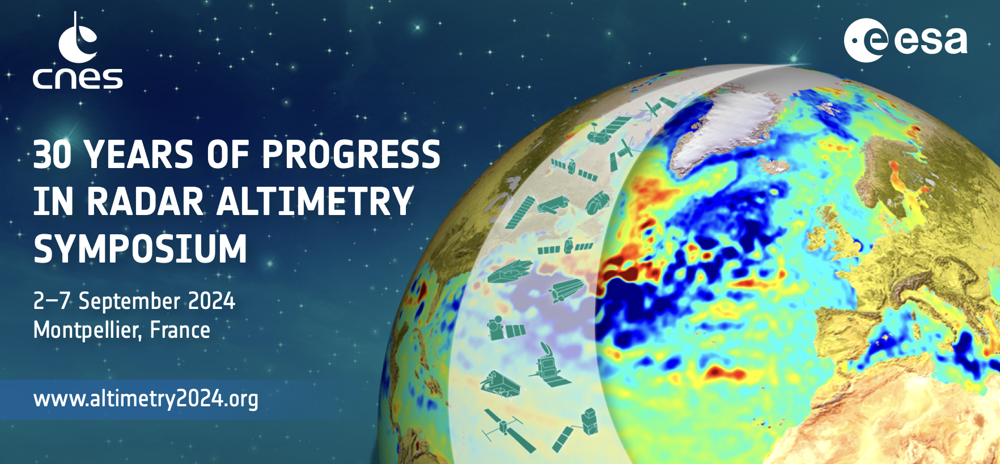 cnes
esa
30 YEARS OF PROGRESS
IN RADAR ALTIMETRY
SYMPOSIUM
2–7 September 2024
Montpellier, France
www.altimetry2024.org